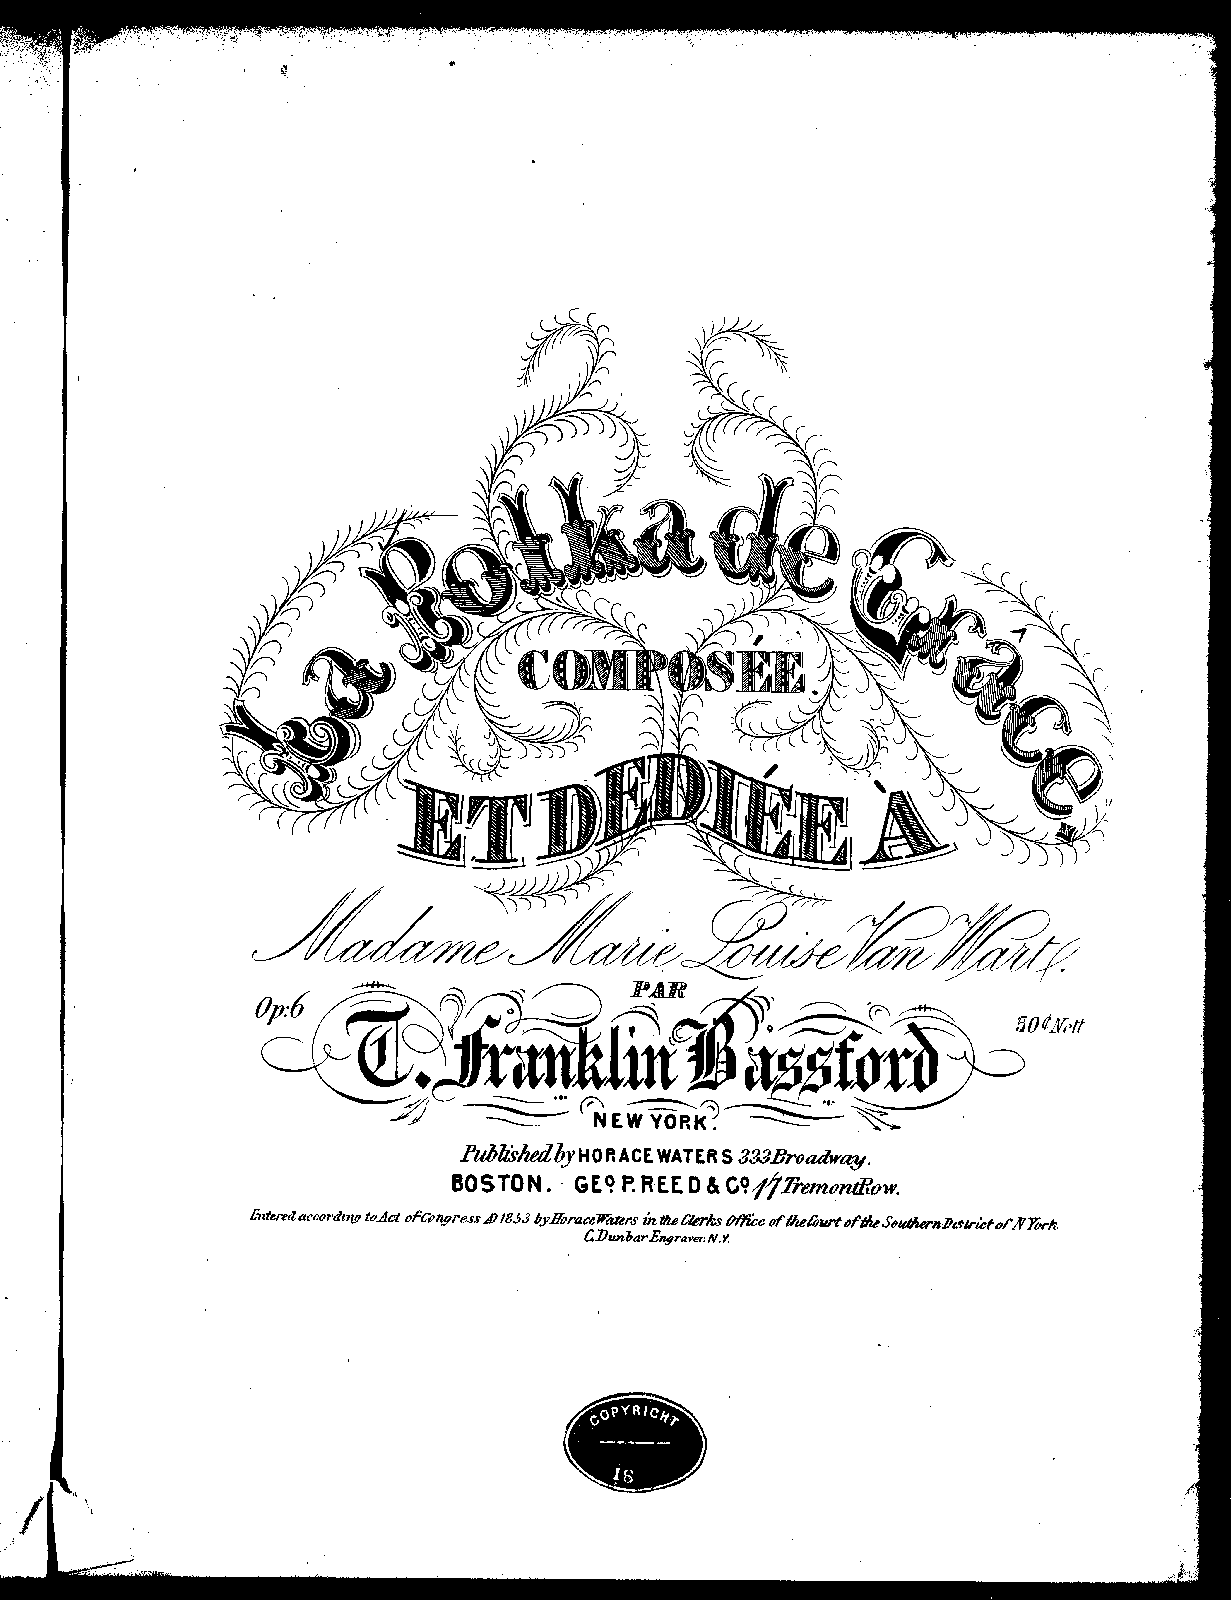 La Polka de Grâce
COMPOSÉE
ET DEDIÉE À
Madame Marie Louise Van Wart.
PAR
Op: 6
50¢ Nett
T. Franklin Bassford
NEW YORK.
Published by HORACE WATERS 333 Broadway.
BOSTON. GEO. P. REED & CO. 17 Tremont Row.
Entered according to Act of Congress AD 1853 by Horace Waters in the Clerks Office of the Court of the Southern District of N York
C. Dunbar Engraver. N.Y.
COPYRIGHT
18